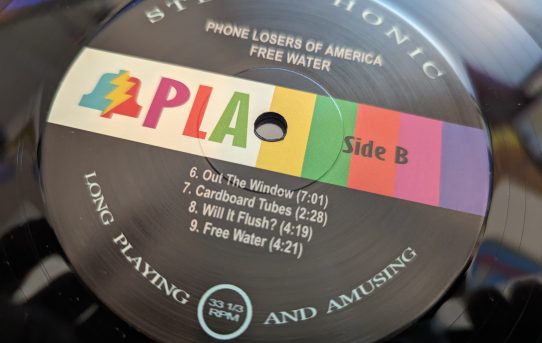 STEREOPHONIC
PHONE LOSERS OF AMERICA
FREE WATER
PLA
Side B
6. Out The Window (7:01)
7. Cardboard Tubes (2:28)
8. Will It Flush? (4:19)
9. Free Water (4:21)
LONG PLAYING
33 1/3
RPM
AND AMUSING